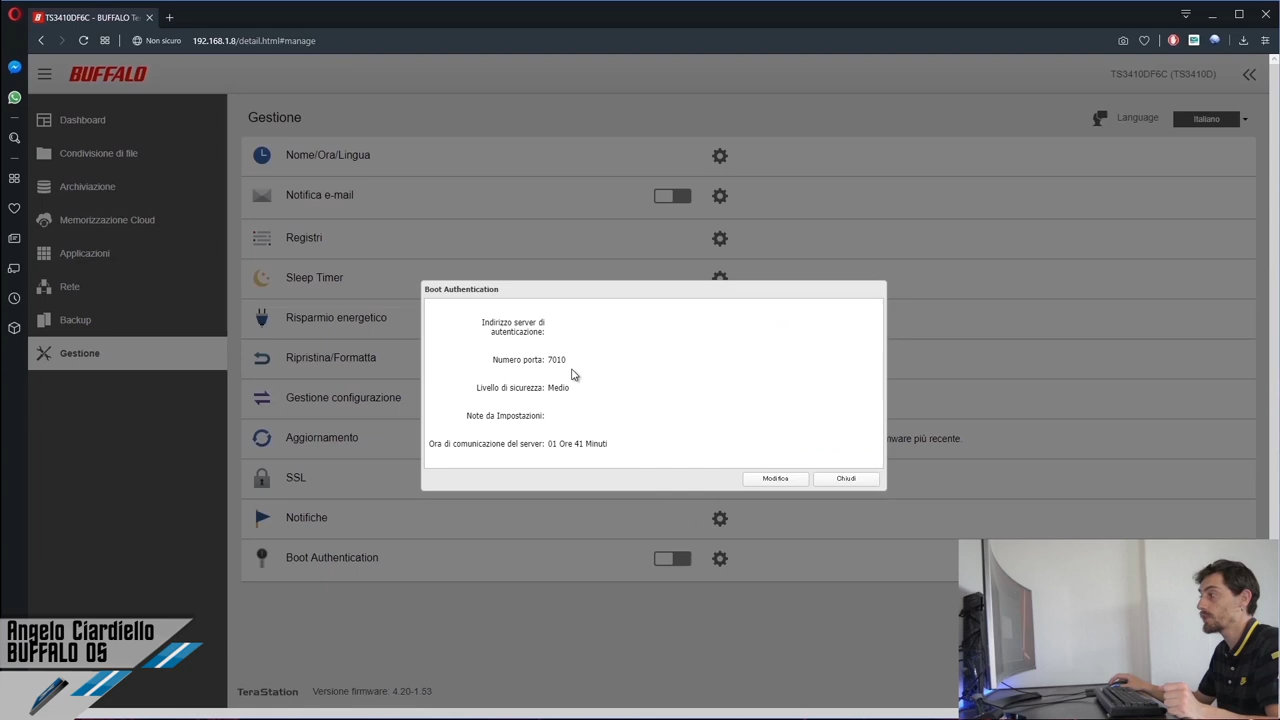 TS3410DF6C - BUFFALO Te
Non sicuro
192.168.1.8/detail.html#manage
BUFFALO
TS3410DF6C (TS3410D)
Dashboard
Condivisione di file
Archiviazione
Memorizzazione Cloud
Applicazioni
Rete
Backup
Gestione
Gestione
Language
Italiano
Nome/Ora/Lingua
Notifica e-mail
Registri
Sleep Timer
Risparmio energetico
Ripristina/Formatta
Gestione configurazione
Aggiornamento
mware più recente.
SSL
Notifiche
Boot Authentication
Boot Authentication
Indirizzo server di
autenticazione:
Numero porta: 7010
Livello di sicurezza: Medio
Note da Impostazioni:
Ora di comunicazione del server: 01 Ore 41 Minuti
Modifica
Chiudi
TeraStation
Versione firmware: 4.20-1.53
Angelo Ciardiello
BUFFALO OS